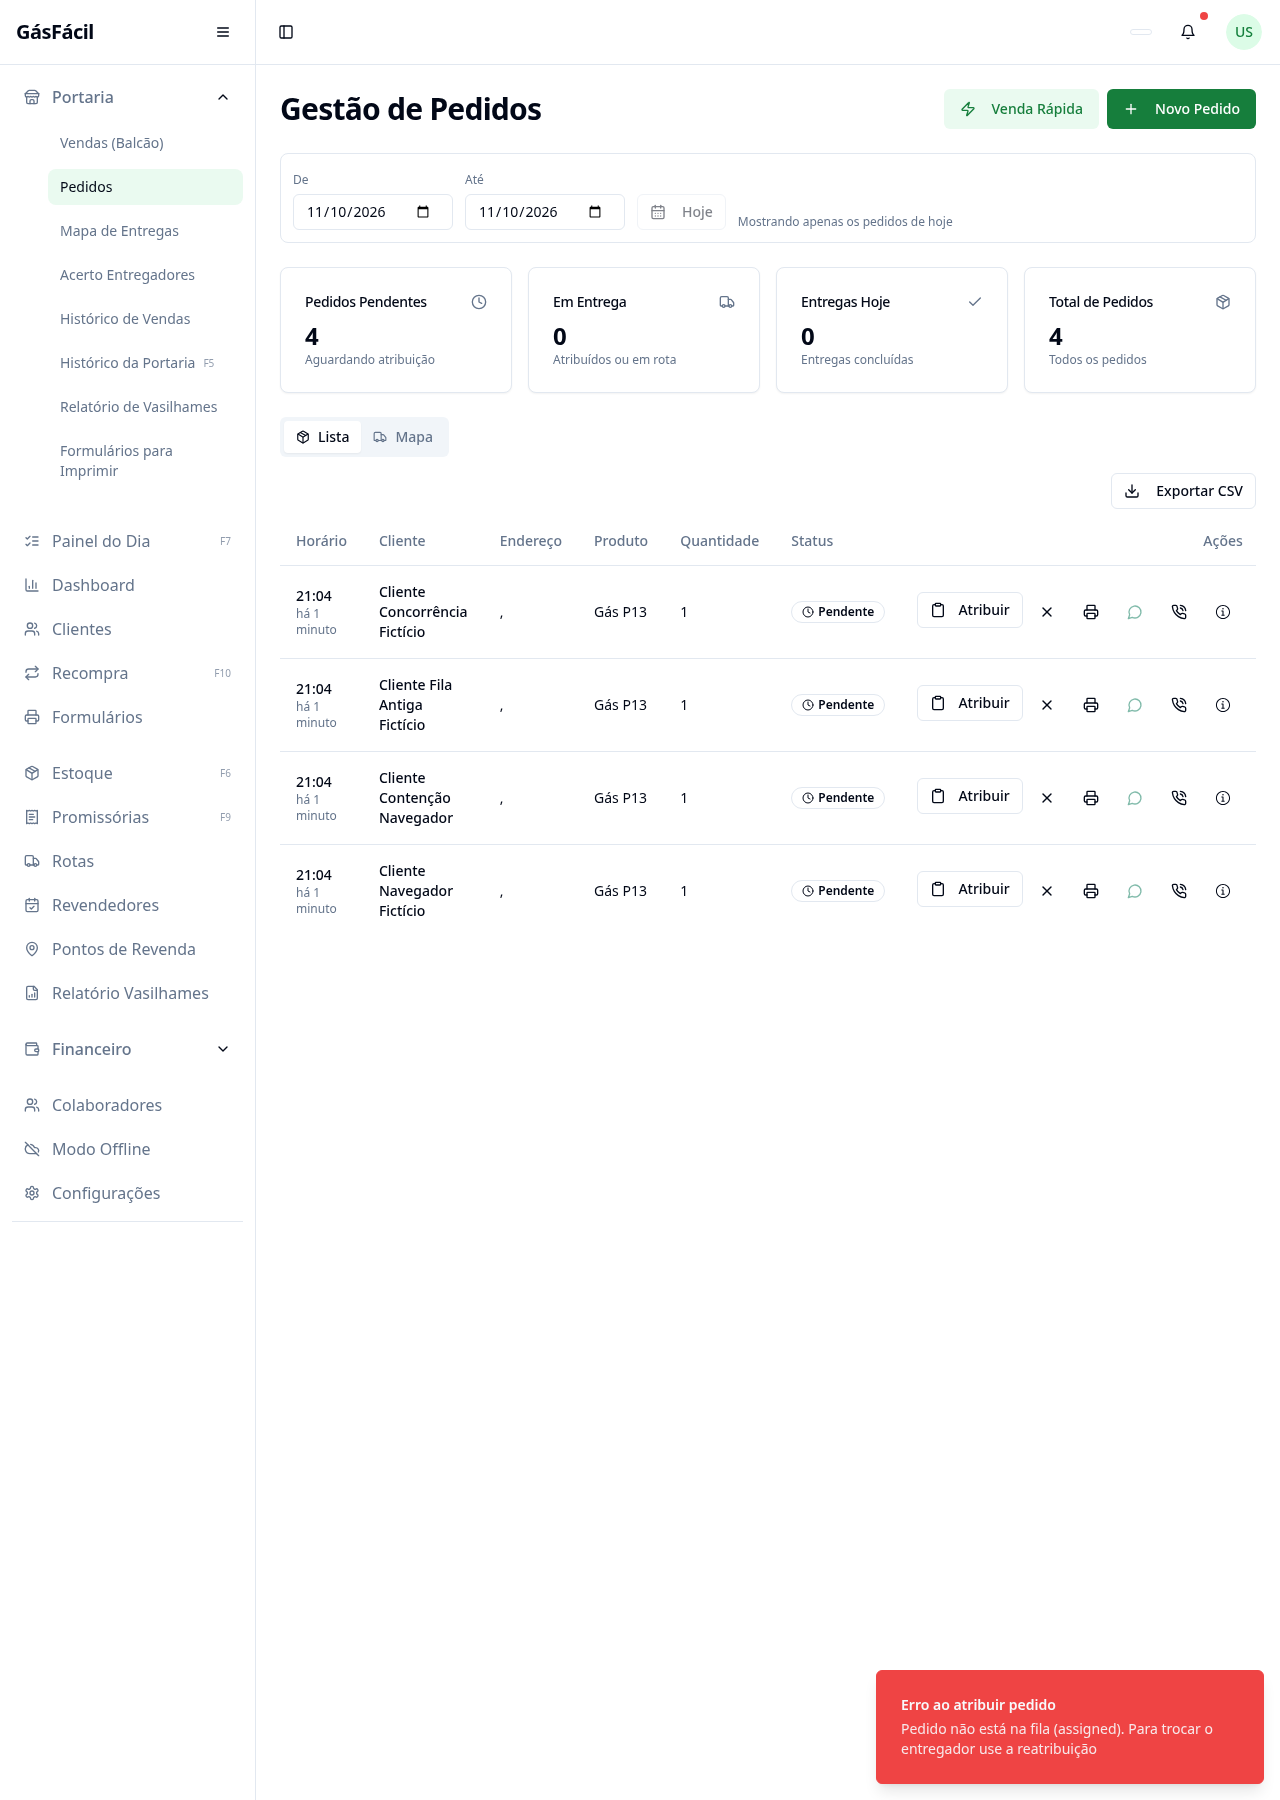 GásFácil
US
Portaria
Vendas (Balcão)
Pedidos
Mapa de Entregas
Acerto Entregadores
Histórico de Vendas
Histórico da Portaria F5
Relatório de Vasilhames
Formulários para
Imprimir
Painel do Dia F7
Dashboard
Clientes
Recompra F10
Formulários
Estoque F6
Promissórias F9
Rotas
Revendedores
Pontos de Revenda
Relatório Vasilhames
Financeiro
Colaboradores
Modo Offline
Configurações
Gestão de Pedidos
Venda Rápida
Novo Pedido
De
Até
11/10/2026
11/10/2026
Hoje
Mostrando apenas os pedidos de hoje
Pedidos Pendentes
4
Aguardando atribuição
Em Entrega
0
Atribuídos ou em rota
Entregas Hoje
0
Entregas concluídas
Total de Pedidos
4
Todos os pedidos
Lista
Mapa
Exportar CSV
Horário Cliente Endereço Produto Quantidade Status Ações
21:04
há 1
minuto
Cliente
Concorrência
Fictício
,
Gás P13
1
Pendente
Atribuir
21:04
há 1
minuto
Cliente Fila
Antiga
Fictício
,
Gás P13
1
Pendente
Atribuir
21:04
há 1
minuto
Cliente
Contenção
Navegador
,
Gás P13
1
Pendente
Atribuir
21:04
há 1
minuto
Cliente
Navegador
Fictício
,
Gás P13
1
Pendente
Atribuir
Erro ao atribuir pedido
Pedido não está na fila (assigned). Para trocar o
entregador use a reatribuição